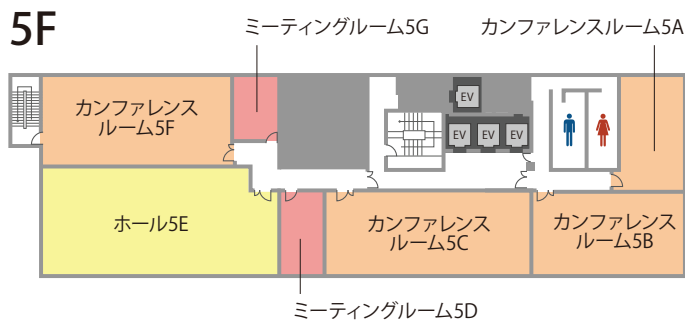 5F
ミーティングルーム5G
カンファレンスルーム5A
カンファレンス
ルーム5F
EV
EV
EV
EV
ホール5E
カンファレンス
ルーム5C
カンファレンス
ルーム5B
ミーティングルーム5D